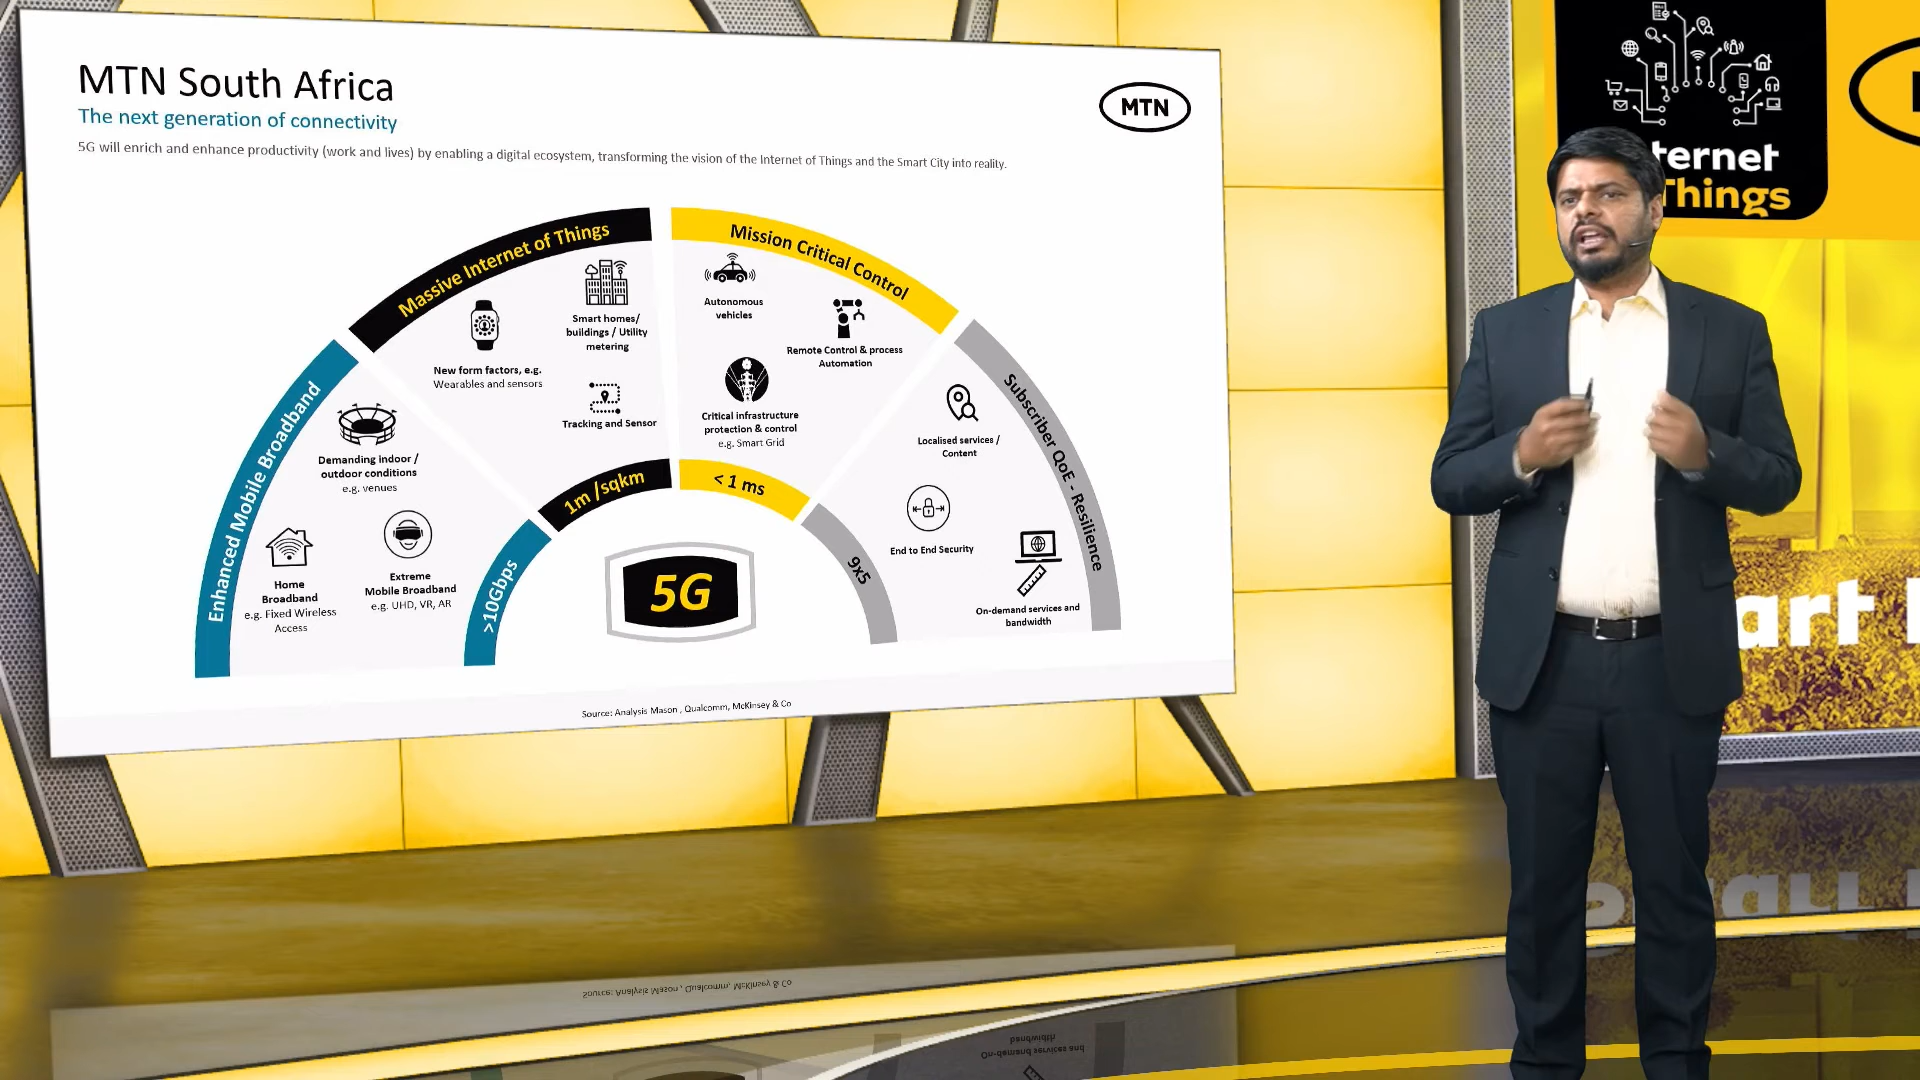 MTN South Africa
The next generation of connectivity
5G will enrich and enhance productivity (work and lives) by enabling a digital ecosystem, transforming the vision of the Internet of Things and the Smart City into reality.
MTN
Enhanced Mobile Broadband
Demanding indoor /
outdoor conditions
e.g. venues
Home
Broadband
e.g. Fixed Wireless
Access
Extreme
Mobile Broadband
e.g. UHD, VR, AR
>10Gbps
Massive Internet of Things
Smart homes/
buildings / Utility
metering
New form factors, e.g.
Wearables and sensors
Tracking and Sensor
1m /sqkm
Mission Critical Control
Autonomous
vehicles
Remote Control & process
Automation
Critical infrastructure
protection & control
e.g. Smart Grid
< 1 ms
Subscriber QoE - Resilience
Localised services /
Content
End to End Security
On-demand services and
bandwidth
9x5
5G
Source: Analysis Mason , Qualcomm, McKinsey & Co
ternet
Things
art